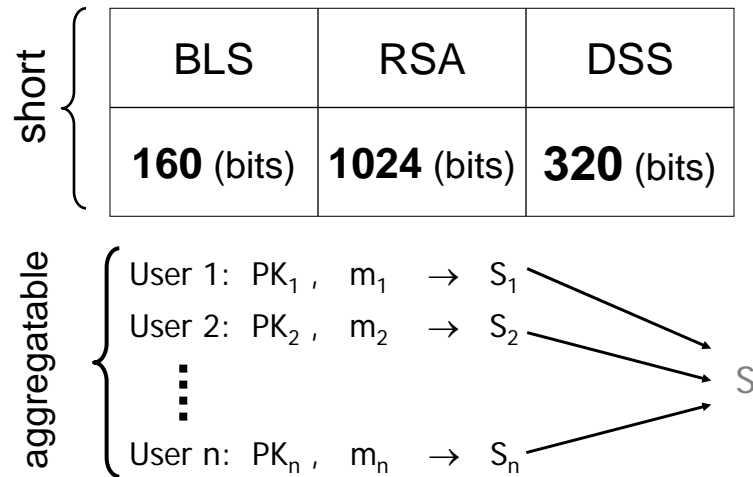 short
BLS RSA DSS
160 (bits) 1024 (bits) 320 (bits)
aggregatable
User 1: PK₁ , m₁ → S₁
User 2: PK₂ , m₂ → S₂
User n: PKₙ , mₙ → Sₙ
S